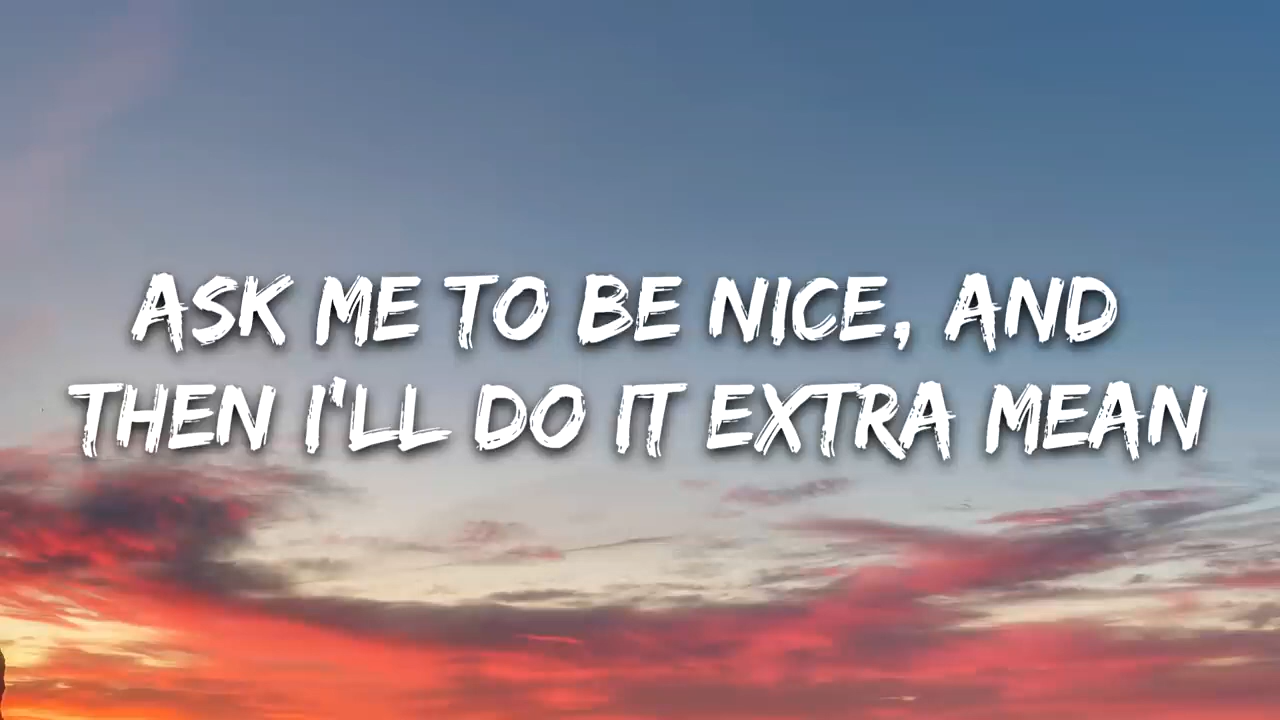 ASK ME TO BE NICE, AND
THEN I'LL DO IT EXTRA MEAN